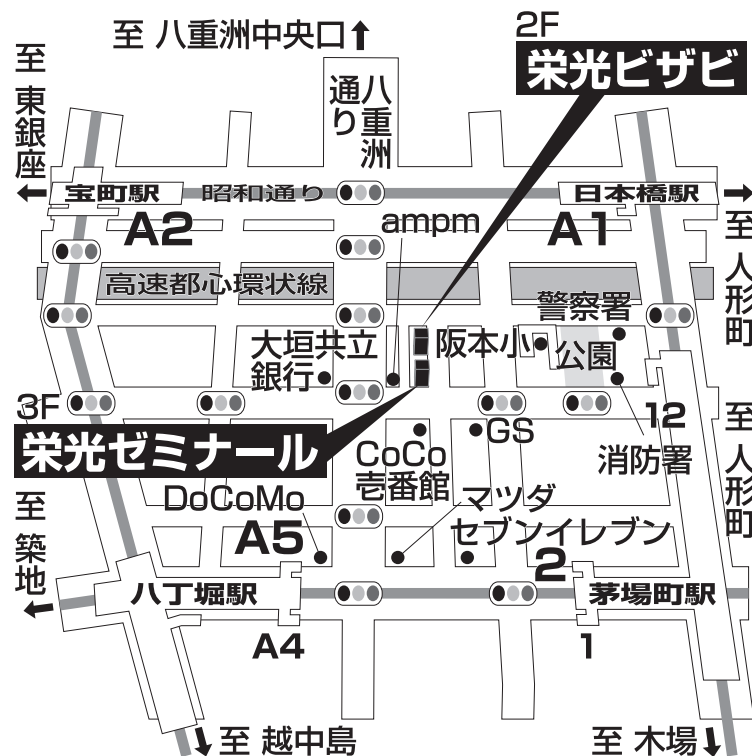 至 八重洲中央口
2F
栄光ビザビ
至 東銀座
八重洲
通り
宝町駅
昭和通り
日本橋駅
A2
ampm
A1
至 人形町
高速都心環状線
警察署
大垣共立
銀行
阪本小
公園
3F
栄光ゼミナール
GS
12
至 人形町
CoCo
壱番館
消防署
DoCoMo
マツダ
A5
セブンイレブン
2
至 築地
八丁堀駅
茅場町駅
A4
1
至 越中島
至 木場